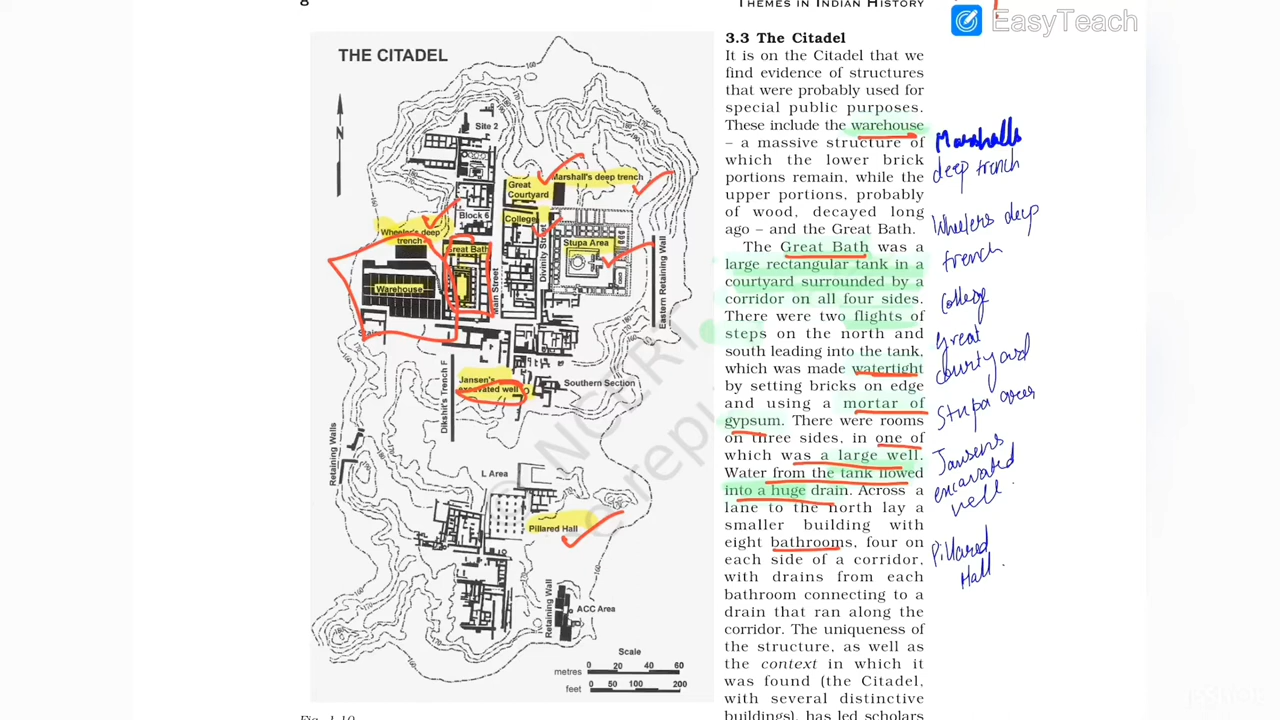 THEMES IN INDIAN HISTORY
EasyTeach
THE CITADEL
N
Site 2
Great
Courtyard
Marshall's deep trench
Block 6
College
Wheeler's deep
trench
Great Bath
Stupa Area
Divinity Street
Main Street
Eastern Retaining Wall
Warehouse
Stairs
Jansen's
excavated well
Southern Section
Dikshit's Trench F
Retaining Walls
L Area
Pillared Hall
Retaining Wall
ACC Area
Scale
metres 0 20 40 60
feet 0 50 100 200
Fig. 1.10
3.3 The Citadel
It is on the Citadel that we
find evidence of structures
that were probably used for
special public purposes.
These include the warehouse
– a massive structure of
which the lower brick
portions remain, while the
upper portions, probably
of wood, decayed long
ago – and the Great Bath.
The Great Bath was a
large rectangular tank in a
courtyard surrounded by a
corridor on all four sides.
There were two flights of
steps on the north and
south leading into the tank,
which was made watertight
by setting bricks on edge
and using a mortar of
gypsum. There were rooms
on three sides, in one of
which was a large well.
Water from the tank flowed
into a huge drain. Across a
lane to the north lay a
smaller building with
eight bathrooms, four on
each side of a corridor,
with drains from each
bathroom connecting to a
drain that ran along the
corridor. The uniqueness of
the structure, as well as
the context in which it
was found (the Citadel,
with several distinctive
buildings), has led scholars
Marshalls
deep trench
Wheelers deep
trench
College
Great
courtyard
Stupa area
Jansens
excavated
well.
Pillared
Hall.
© NCERT